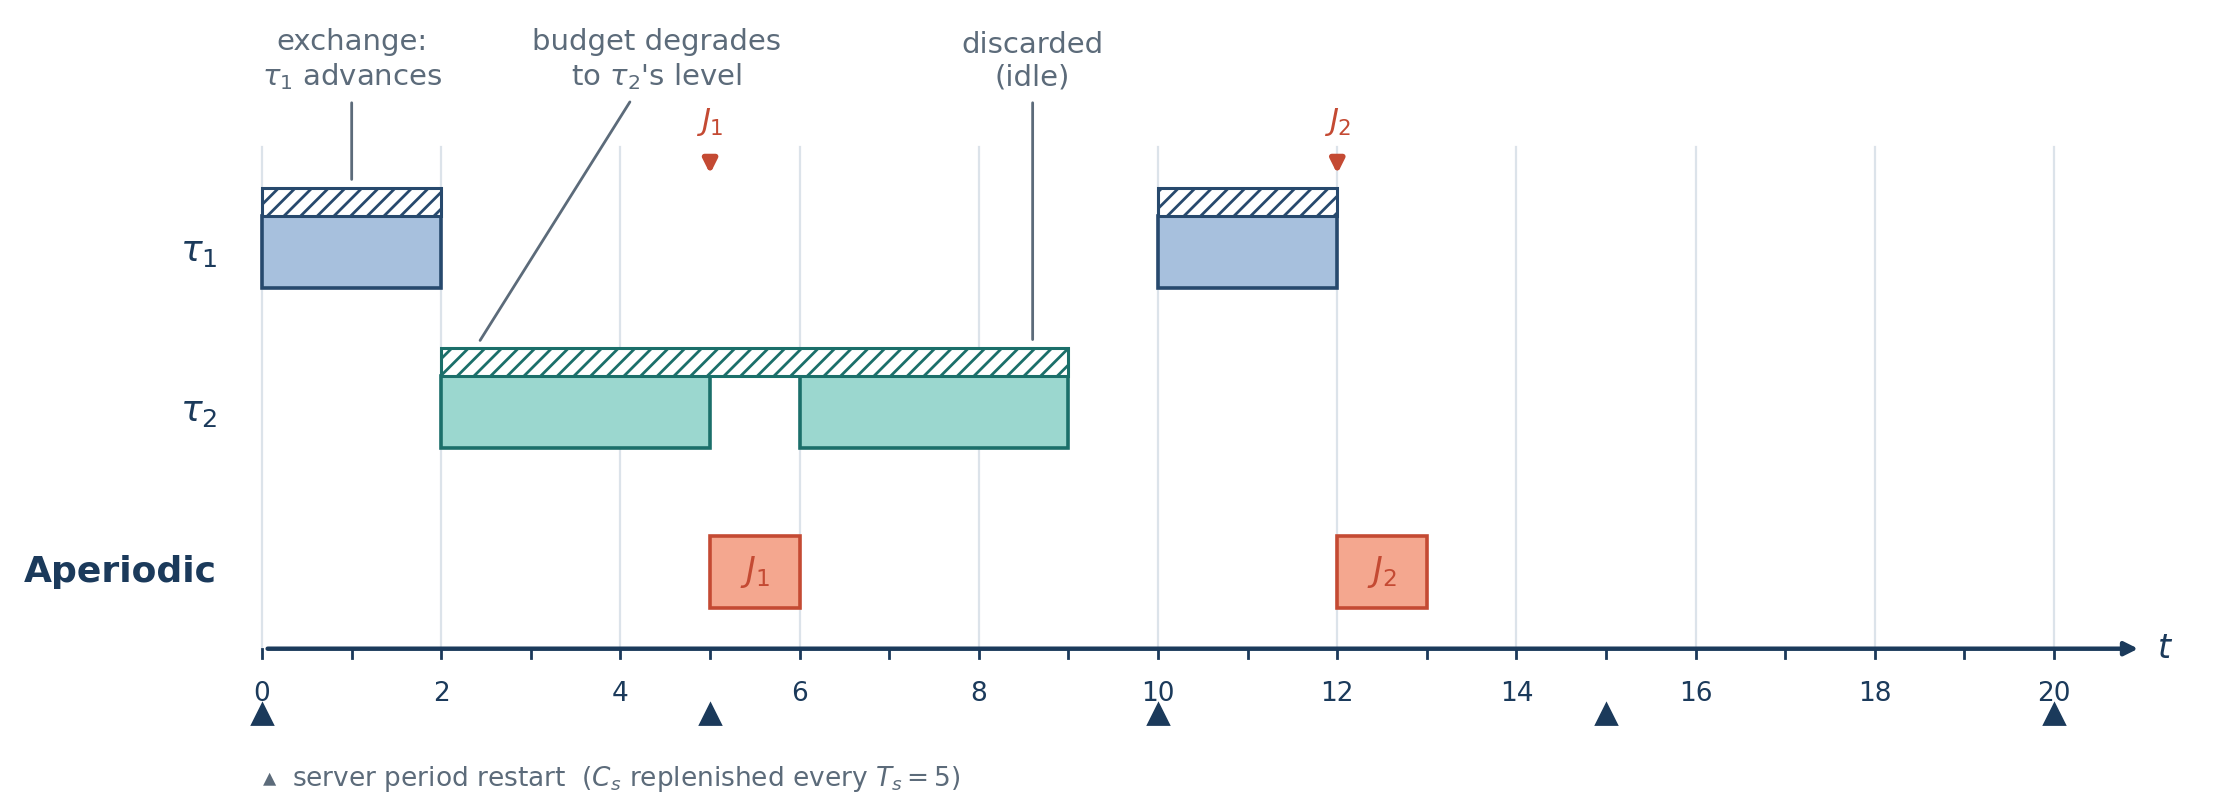 exchange:
τ₁ advances
budget degrades
to τ₂'s level
discarded
(idle)
J₁
J₂
τ₁
τ₂
Aperiodic
J₁
J₂
t
0 2 4 6 8 10 12 14 16 18 20
▲ server period restart (Cₛ replenished every Tₛ = 5)